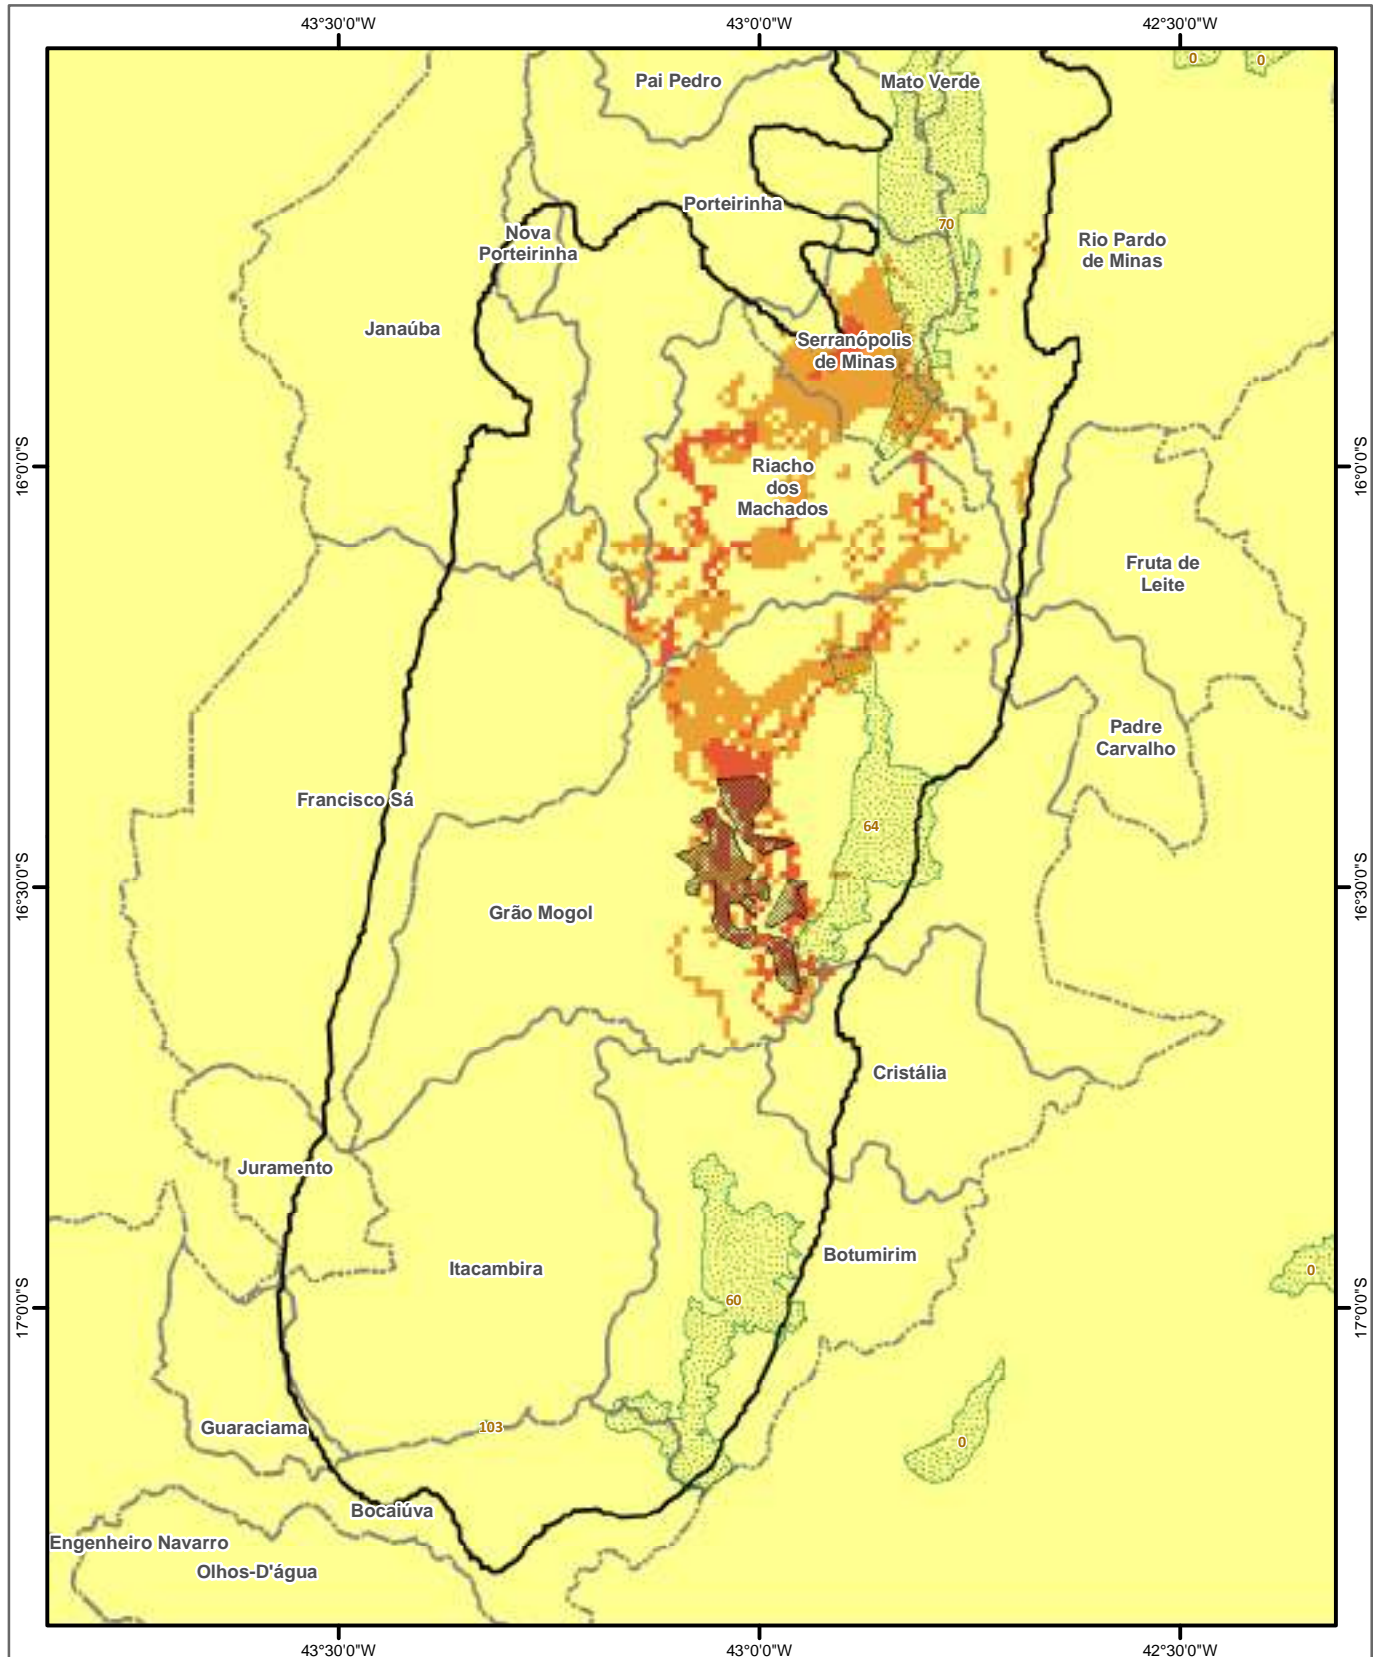 43°30'0"W
43°0'0"W
42°30'0"W
0
0
Pai Pedro
Mato Verde
Porteirinha
70
Nova
Porteirinha
Rio Pardo
de Minas
Janaúba
Serranópolis
de Minas
16°0'0"S
16°0'0"S
Riacho
dos
Machados
Fruta de
Leite
Padre
Carvalho
Francisco Sá
64
16°30'0"S
16°30'0"S
Grão Mogol
Cristália
Juramento
Botumirim
Itacambira
0
60
17°0'0"S
17°0'0"S
Guaraciama
103
0
Bocaiúva
Engenheiro Navarro
Olhos-D'água
43°30'0"W
43°0'0"W
42°30'0"W